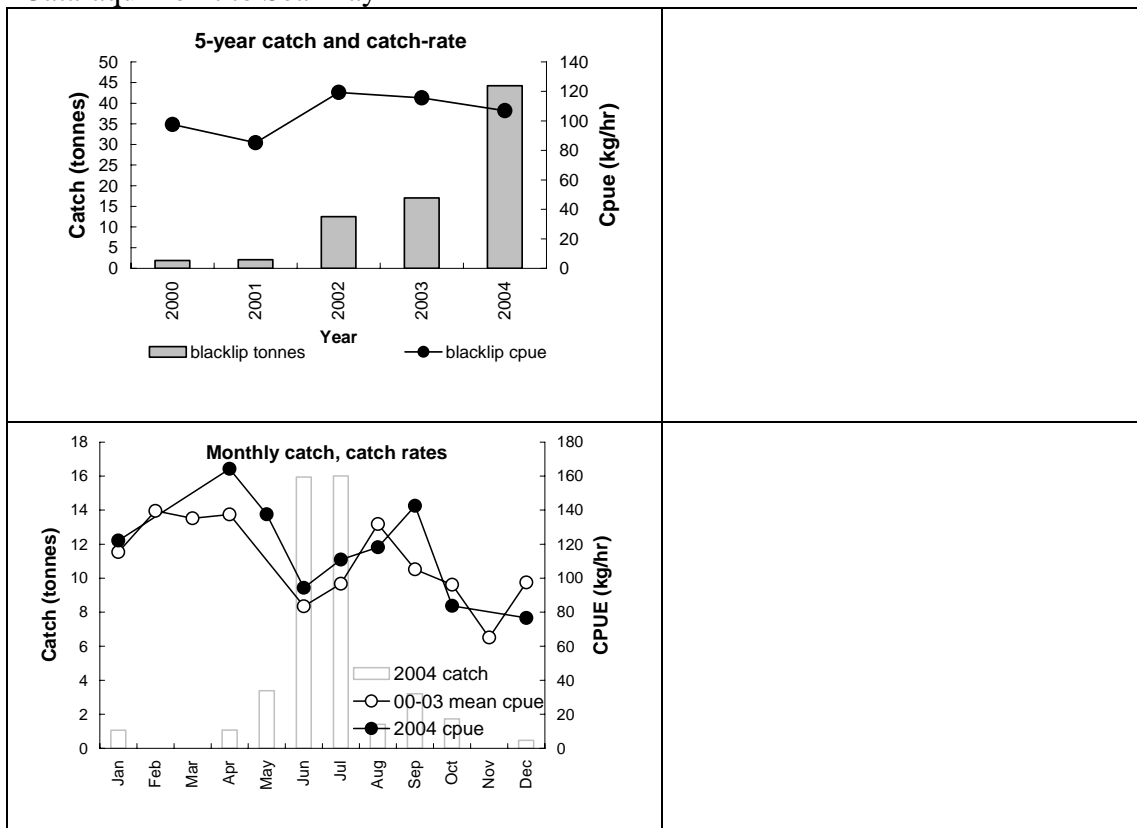 5-year catch and catch-rate
Catch (tonnes)
50
45
40
35
30
25
20
15
10
5
0
140
120
100
80
60
40
20
0
Cpue (kg/hr)
2000
2001
2002
2003
2004
Year
blacklip tonnes
blacklip cpue
Monthly catch, catch rates
Catch (tonnes)
18
16
14
12
10
8
6
4
2
0
180
160
140
120
100
80
60
40
20
0
CPUE (kg/hr)
2004 catch
00-03 mean cpue
2004 cpue
Jan
Feb
Mar
Apr
May
Jun
Jul
Aug
Sep
Oct
Nov
Dec